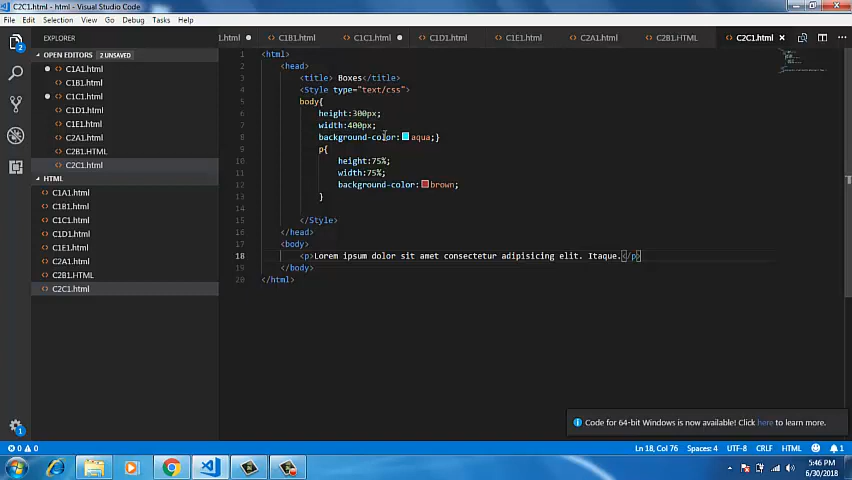 C2C1.html - html - Visual Studio Code
File Edit Selection View Go Debug Tasks Help
EXPLORER
OPEN EDITORS 2 UNSAVED
C1A1.html
C1B1.html
C1C1.html
C1D1.html
C1E1.html
C2A1.html
C2B1.HTML
C2C1.html
HTML
C1A1.html
C1B1.html
C1C1.html
C1D1.html
C1E1.html
C2A1.html
C2B1.HTML
C2C1.html
.html C1B1.html C1C1.html C1D1.html C1E1.html C2A1.html C2B1.HTML C2C1.html
1 <html>
2 <head>
3 <title> Boxes</title>
4 <Style type="text/css">
5 body{
6 height:300px;
7 width:400px;
8 background-color: aqua;}
9 p{
10 height:75%;
11 width:75%;
12 background-color: brown;
13 }
14
15 </Style>
16 </head>
17 <body>
18 <p>Lorem ipsum dolor sit amet consectetur adipisicing elit. Itaque.</p>
19 </body>
20 </html>
Code for 64-bit Windows is now available! Click here to learn more.
0 0 Ln 18, Col 76 Spaces: 4 UTF-8 CRLF HTML 1
5:46 PM
6/30/2018